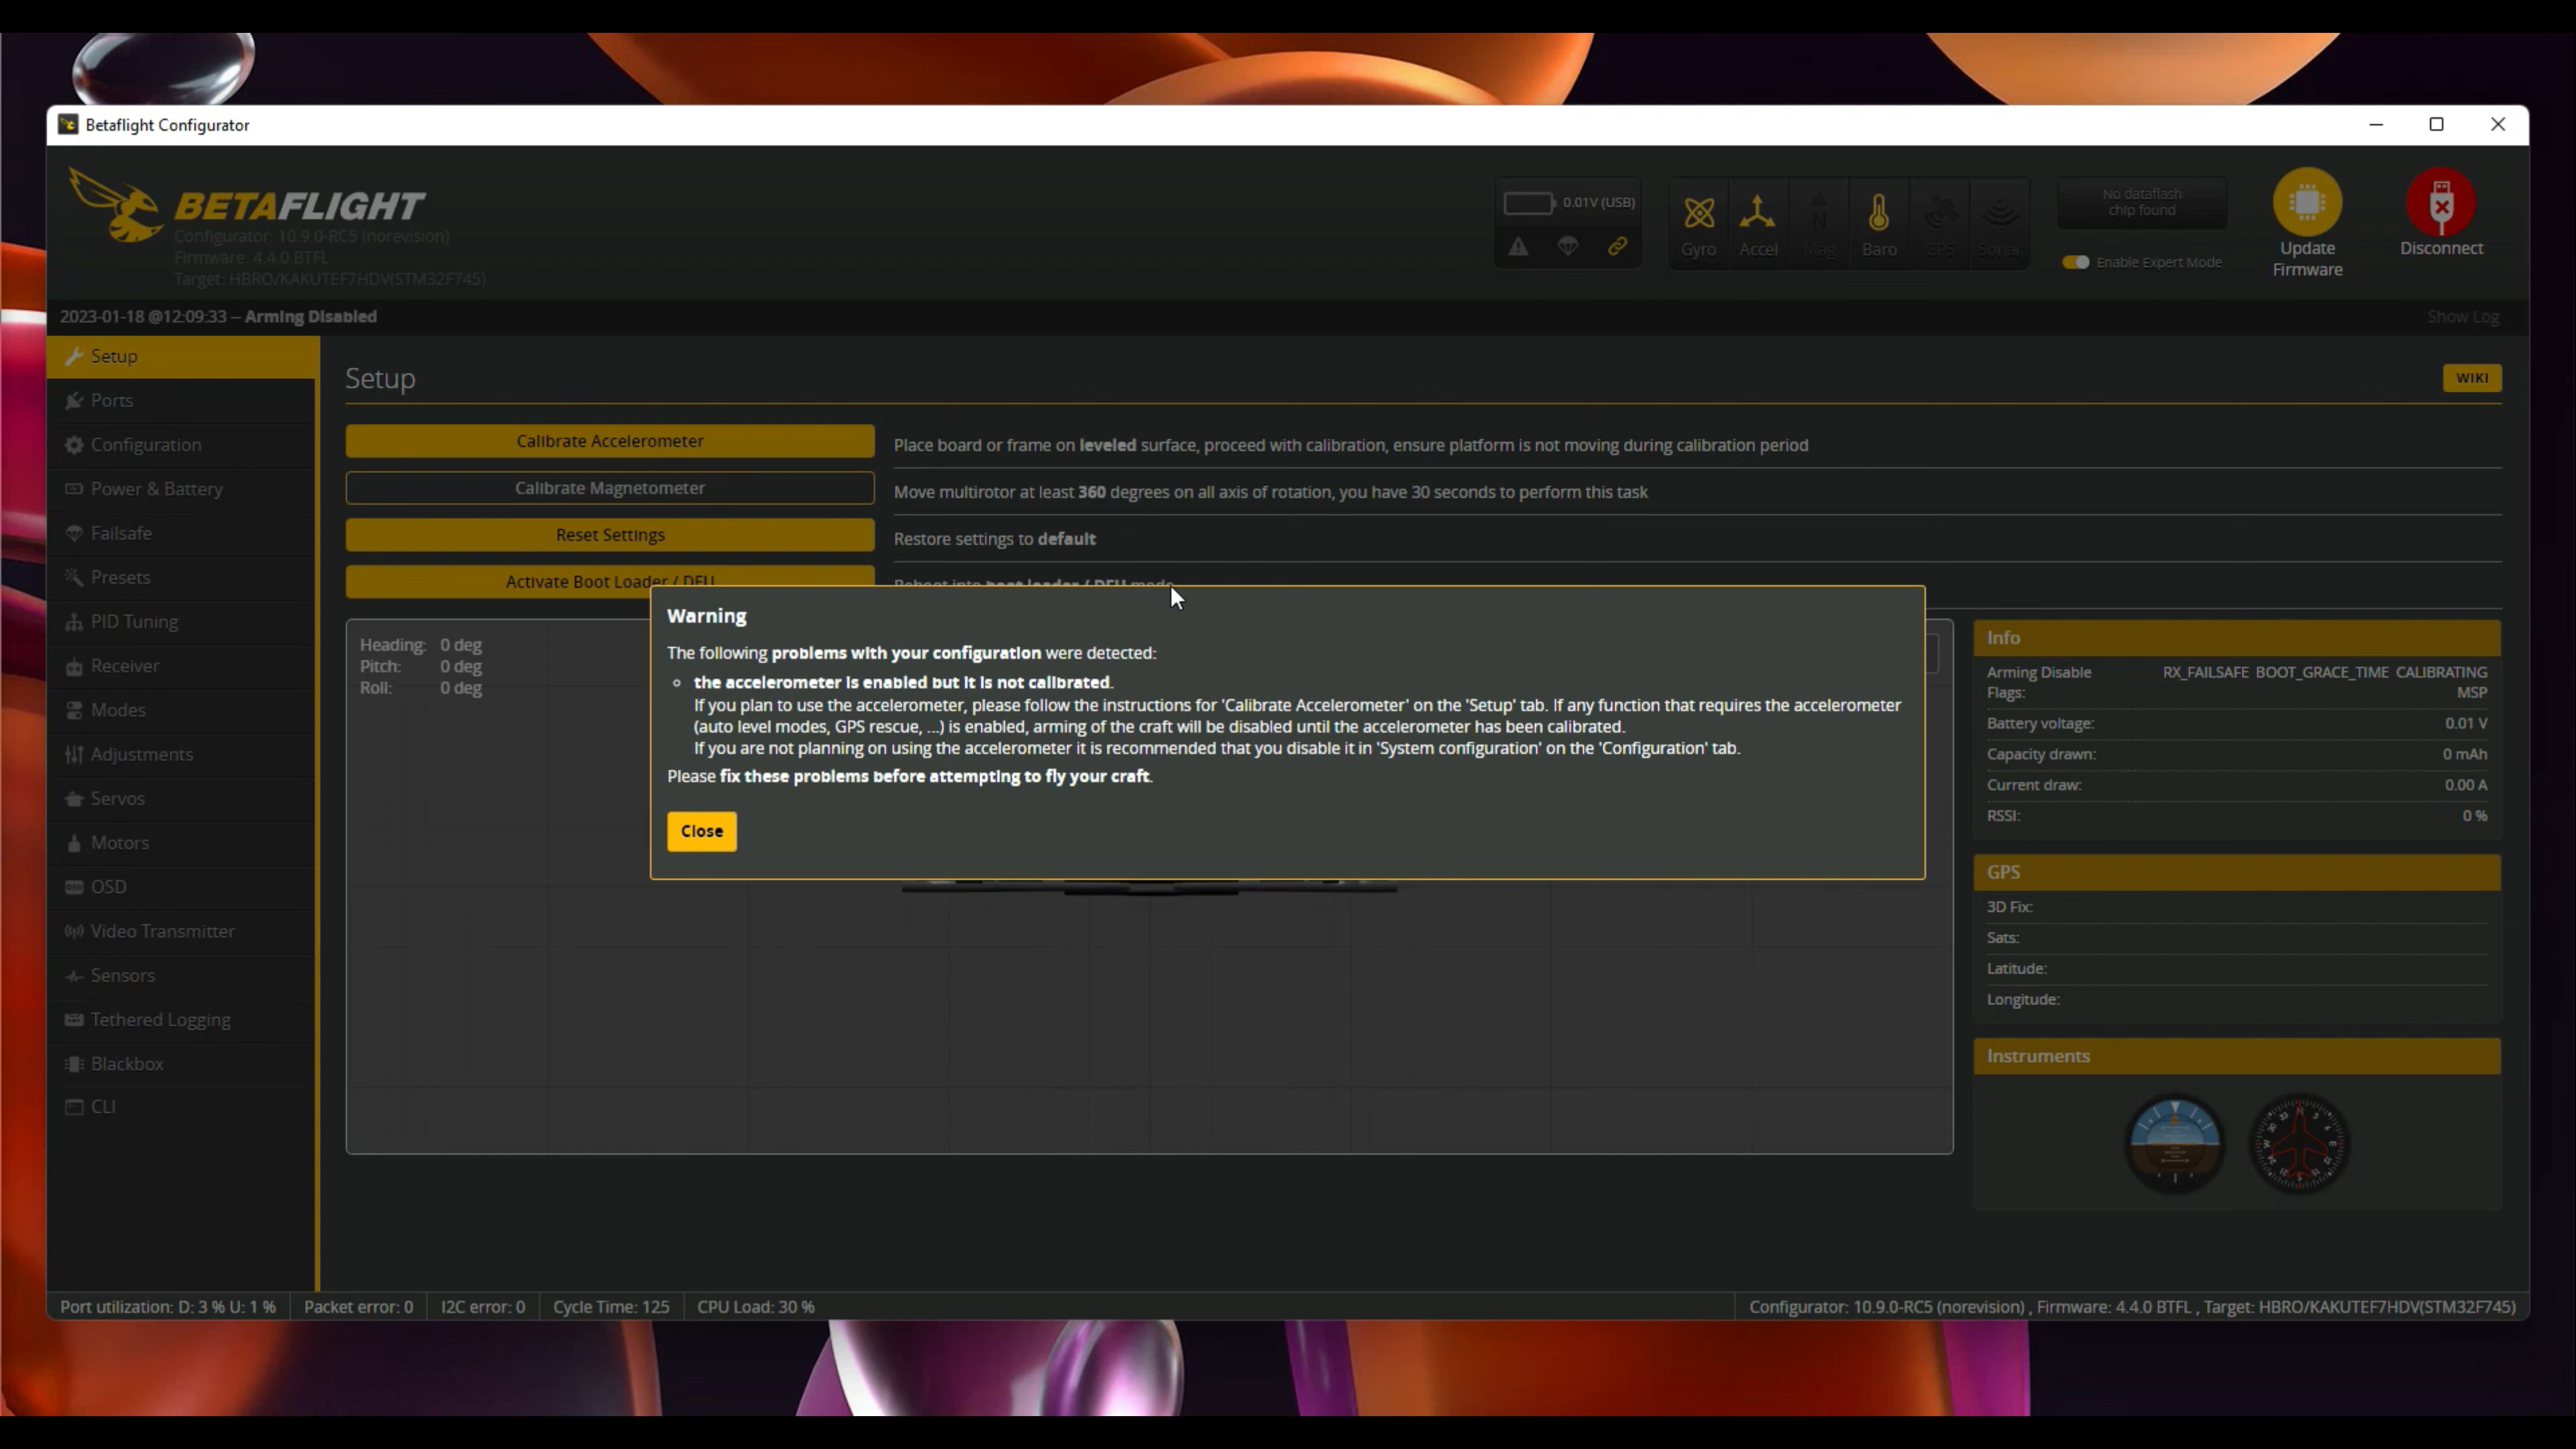 Betaflight Configurator
BETAFLIGHT
Configurator: 10.9.0-RC5 (norevision)
Firmware: 4.4.0 BTFL
Target: HBRO/KAKUTEF7HDV(STM32F745)
0.01V (USB)
Gyro
Accel
Mag
Baro
GPS
Sonar
No dataflash
chip found
Enable Expert Mode
Update
Firmware
Disconnect
2023-01-18 @12:09:33 -- Arming Disabled
Show Log
Setup
Ports
Configuration
Power & Battery
Failsafe
Presets
PID Tuning
Receiver
Modes
Adjustments
Servos
Motors
OSD
Video Transmitter
Sensors
Tethered Logging
Blackbox
CLI
Setup
WIKI
Calibrate Accelerometer
Place board or frame on leveled surface, proceed with calibration, ensure platform is not moving during calibration period
Calibrate Magnetometer
Move multirotor at least 360 degrees on all axis of rotation, you have 30 seconds to perform this task
Reset Settings
Restore settings to default
Activate Boot Loader / DFU
Reboot into boot loader / DFU mode
Heading: 0 deg
Pitch: 0 deg
Roll: 0 deg
Warning
The following problems with your configuration were detected:
the accelerometer is enabled but it is not calibrated.
If you plan to use the accelerometer, please follow the instructions for 'Calibrate Accelerometer' on the 'Setup' tab. If any function that requires the accelerometer
(auto level modes, GPS rescue, ...) is enabled, arming of the craft will be disabled until the accelerometer has been calibrated.
If you are not planning on using the accelerometer it is recommended that you disable it in 'System configuration' on the 'Configuration' tab.
Please fix these problems before attempting to fly your craft.
Close
Info
Arming Disable Flags: RX_FAILSAFE BOOT_GRACE_TIME CALIBRATING
MSP
Battery voltage: 0.01 V
Capacity drawn: 0 mAh
Current draw: 0.00 A
RSSI: 0 %
GPS
3D Fix:
Sats:
Latitude:
Longitude:
Instruments
Port utilization: D: 3 % U: 1 %
Packet error: 0
I2C error: 0
Cycle Time: 125
CPU Load: 30 %
Configurator: 10.9.0-RC5 (norevision) , Firmware: 4.4.0 BTFL , Target: HBRO/KAKUTEF7HDV(STM32F745)